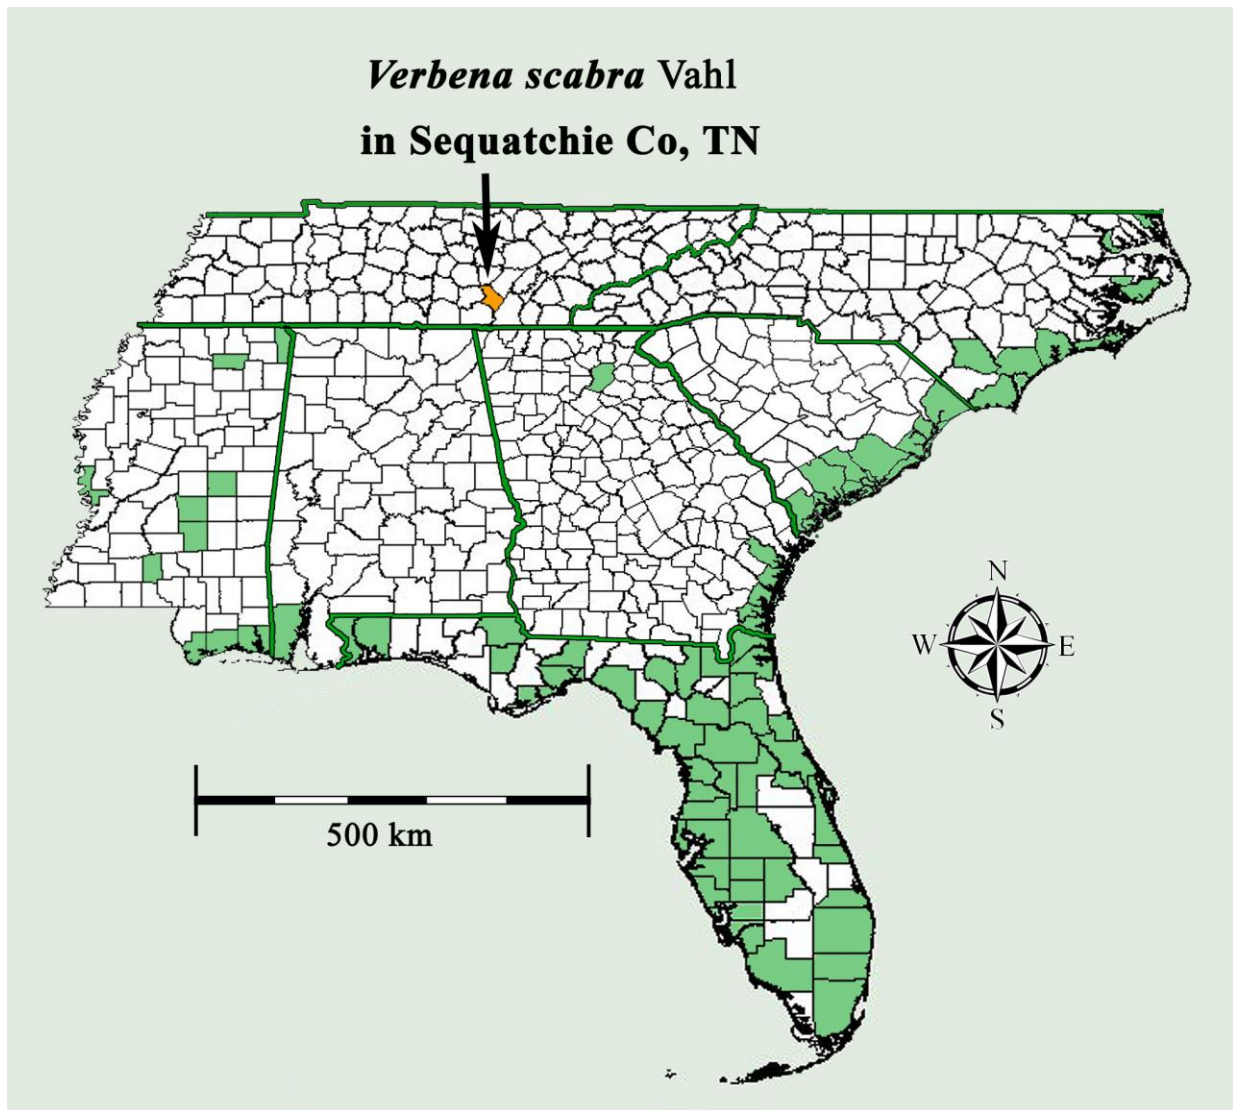 Verbena scabra Vahl
in Sequatchie Co, TN
N
W E
S
500 km